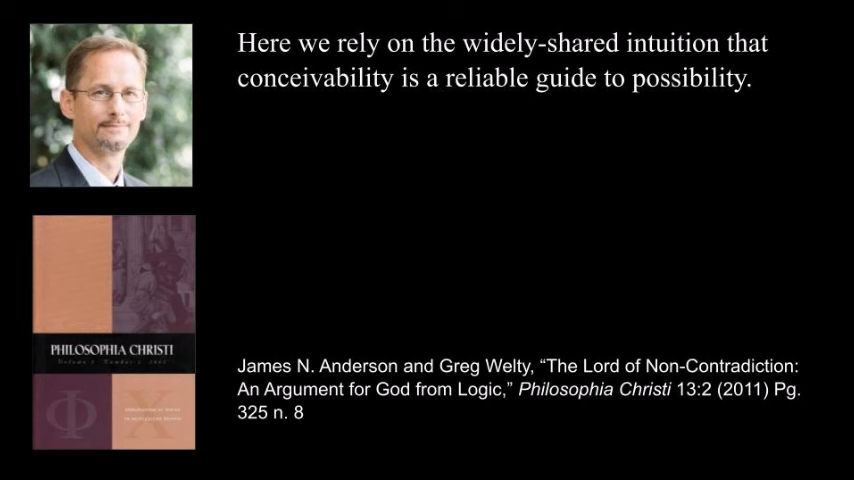 Here we rely on the widely-shared intuition that
conceivability is a reliable guide to possibility.
PHILOSOPHIA CHRISTI
Φ X
James N. Anderson and Greg Welty, “The Lord of Non-Contradiction:
An Argument for God from Logic,” Philosophia Christi 13:2 (2011) Pg.
325 n. 8